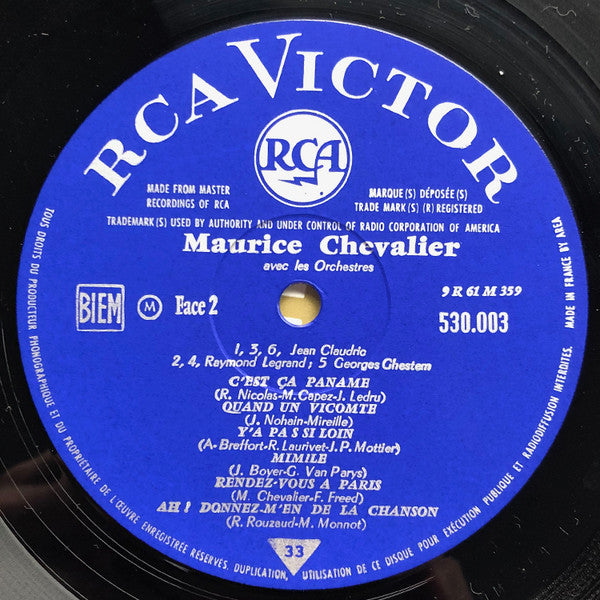 RCA VICTOR
RCA
MADE FROM MASTER
RECORDINGS OF RCA
MARQUE(S) DÉPOSÉE(S)
TRADE MARK(S) (R) REGISTERED
TRADEMARK(S) USED BY AUTHORITY AND UNDER CONTROL OF RADIO CORPORATION OF AMERICA
Maurice Chevalier
avec les Orchestres
BIEM M Face 2
9 R 61 M 359
530.003
1, 3, 6, Jean Claudric
2, 4, Raymond Legrand; 5 Georges Ghestem
C'EST ÇA PANAME
(R. Nicolas-M. Capez-J. Ledru)
QUAND UN VICOMTE
(J. Nohain-Mireille)
Y'A PAS SI LOIN
(A-Breffort-R. Laurivet-J.P. Mottier)
MIMILE
(J. Boyer-G. Van Parys)
RENDEZ-VOUS A PARIS
(M. Chevalier-F. Freed)
AH! DONNEZ-M'EN DE LA CHANSON
(R. Rouzaud-M. Monnot)
33
TOUS DROITS DU PRODUCTEUR PHONOGRAPHIQUE ET DU PROPRIÉTAIRE DE L'ŒUVRE ENREGISTRÉE RÉSERVÉS. DUPLICATION, UTILISATION DE CE DISQUE POUR EXÉCUTION PUBLIQUE ET RADIODIFFUSION INTERDITES. MADE IN FRANCE BY AREA